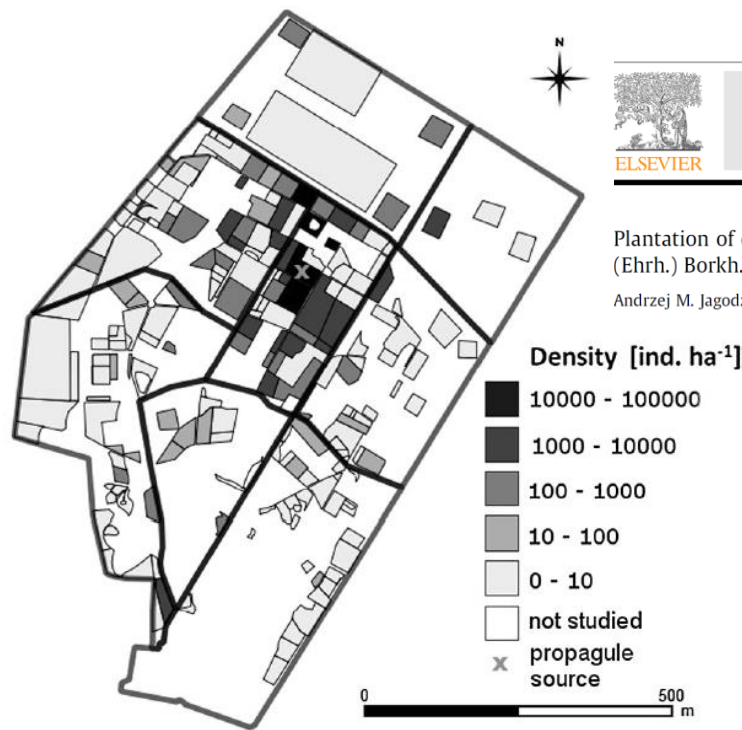 N
ELSEVIER
Plantation of
(Ehrh.) Borkh.
Andrzej M. Jagod
Density [ind. ha⁻¹]
10000 - 100000
1000 - 10000
100 - 1000
10 - 100
0 - 10
not studied
x propagule
source
x
0 500
m